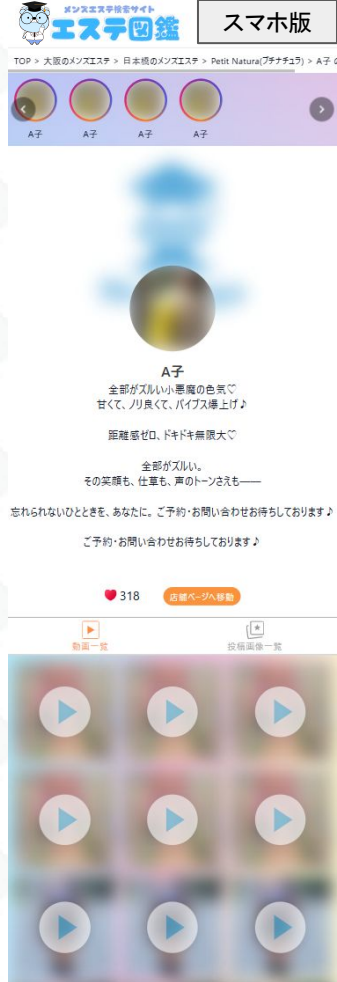 メンズエステ検索サイト
エステ図鑑
スマホ版
TOP > 大阪のメンズエステ > 日本橋のメンズエステ > Petit Natura(プチナチュラ) > A子 の
A子 A子 A子 A子
A子
全部がズルい小悪魔の色気♡
甘くて、ノリ良くて、バイブス爆上げ♪
距離感ゼロ、ドキドキ無限大♡
全部がズルい。
その笑顔も、仕草も、声のトーンさえも――
忘れられないひとときを、あなたに。ご予約・お問い合わせお待ちしております♪
ご予約・お問い合わせお待ちしております♪
318 店舗ページへ移動
動画一覧 投稿画像一覧